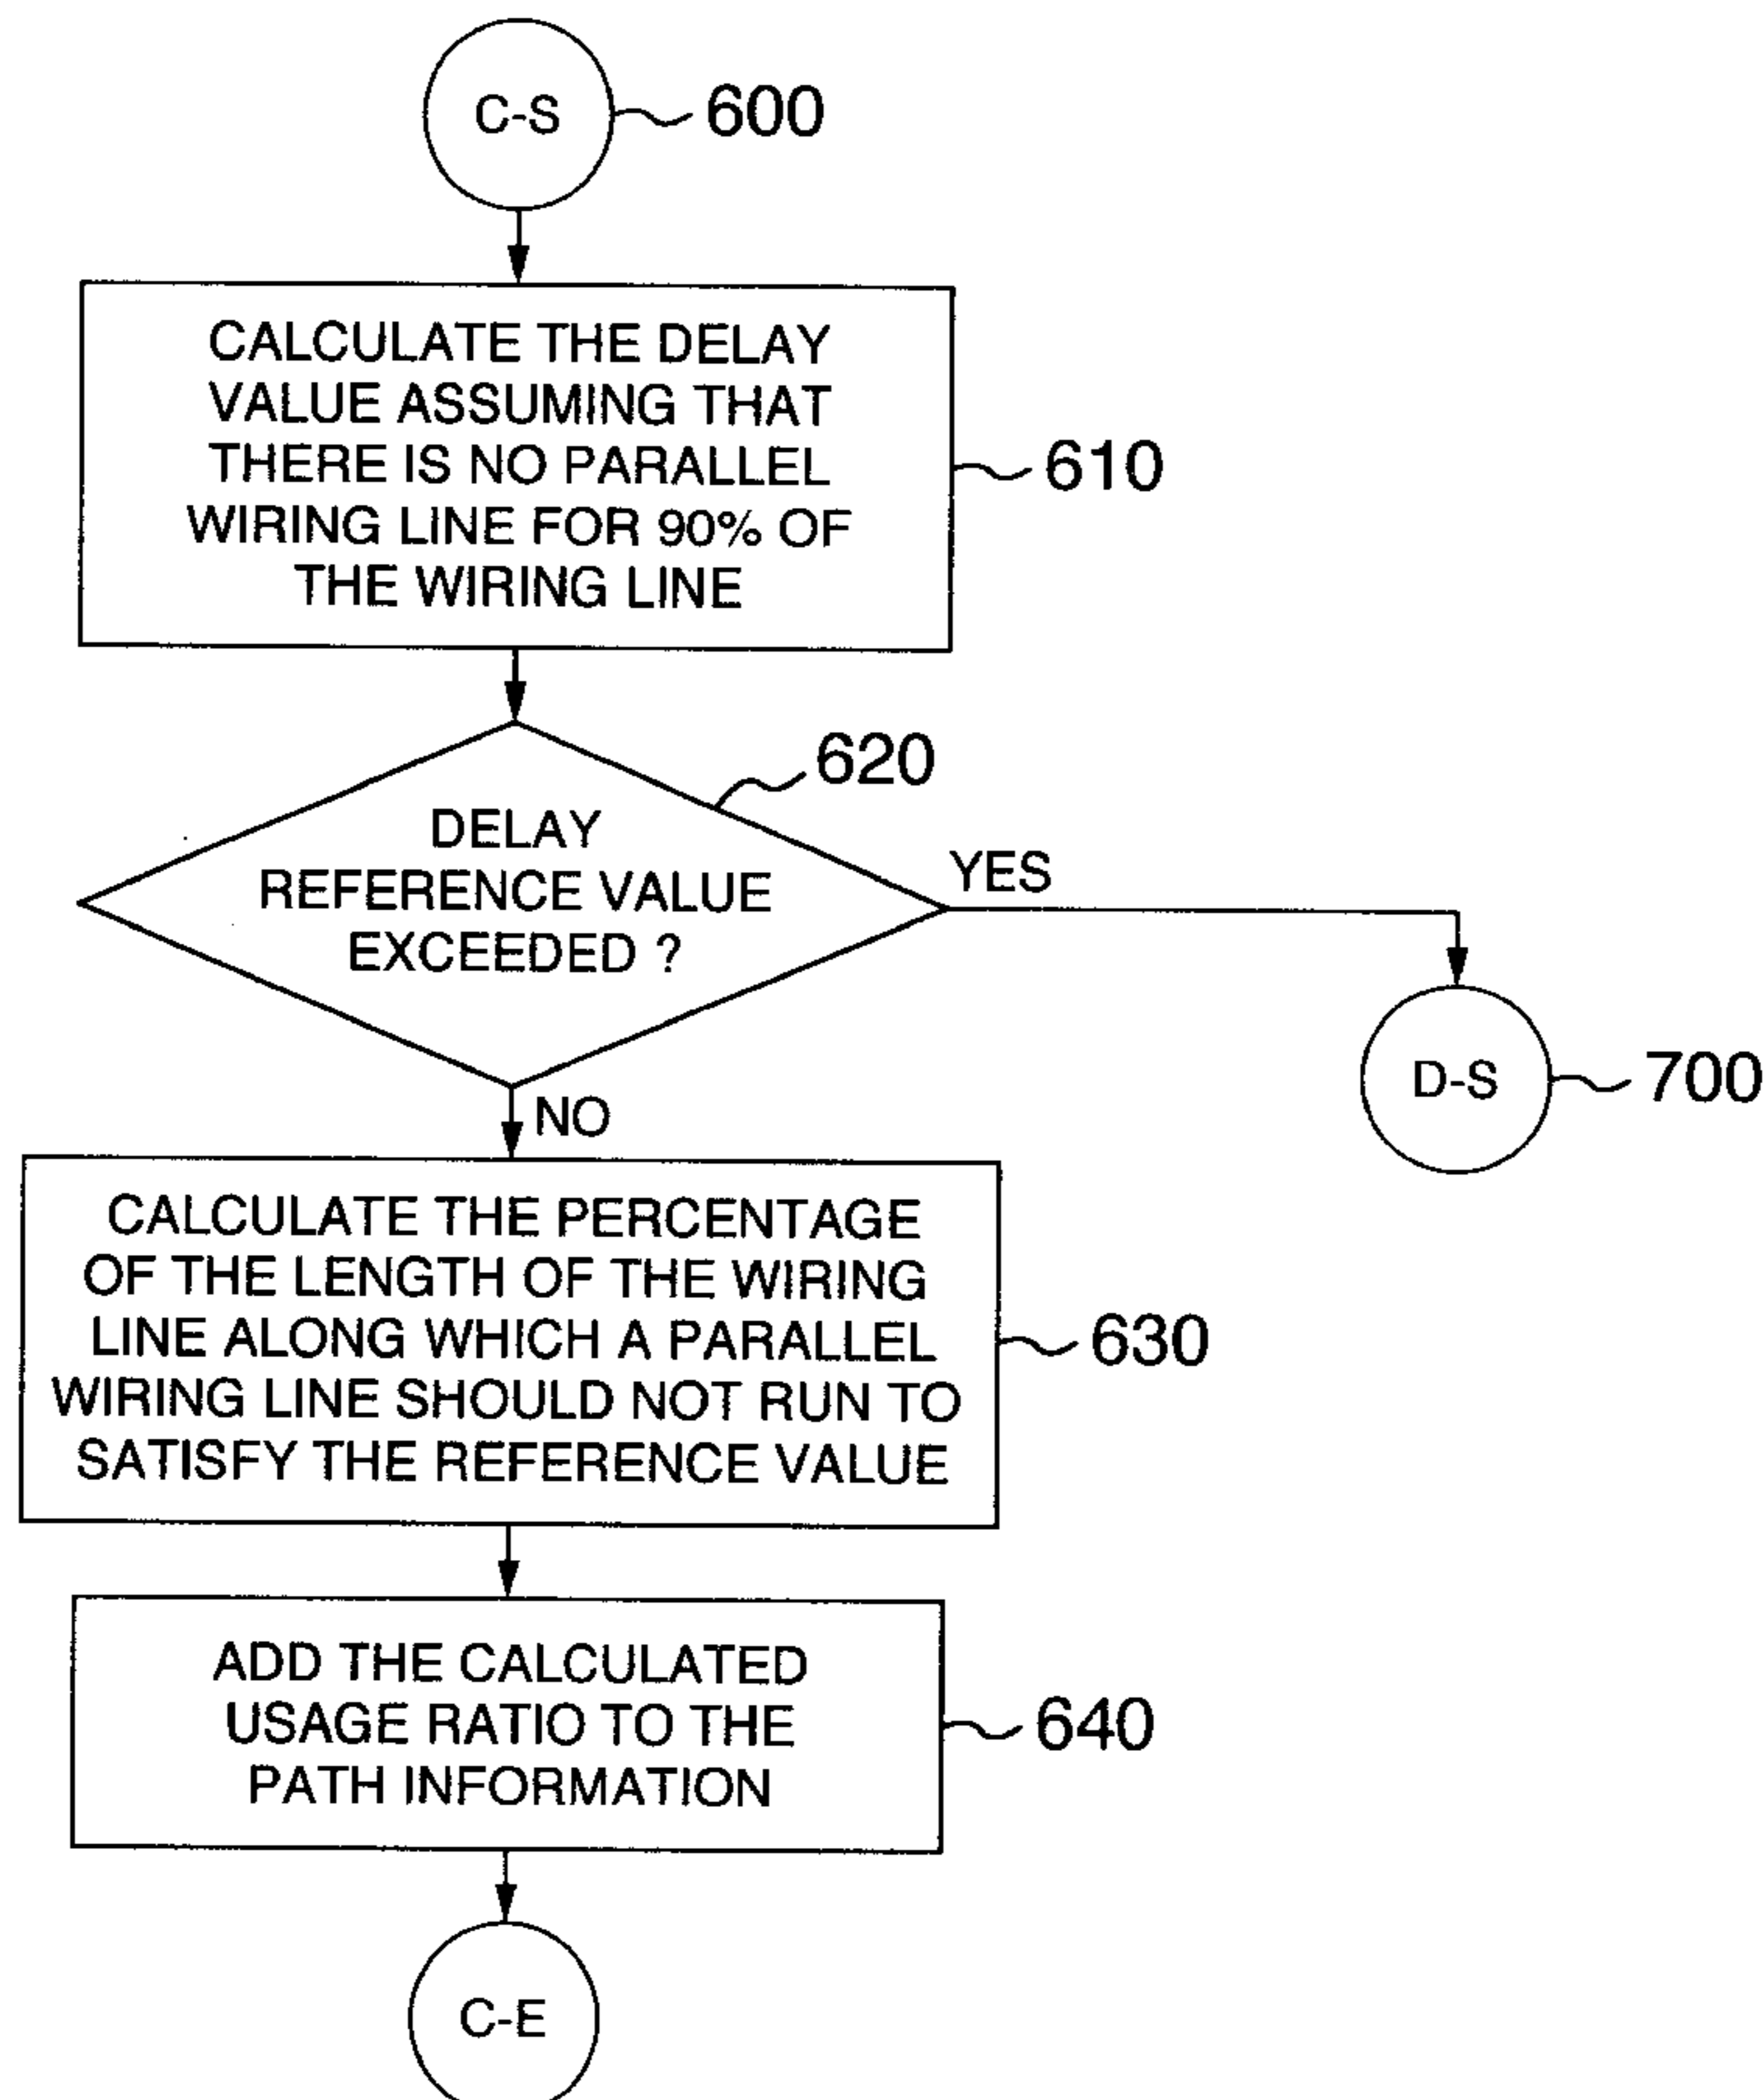 C-S
600
CALCULATE THE DELAY
VALUE ASSUMING THAT
THERE IS NO PARALLEL
WIRING LINE FOR 90% OF
THE WIRING LINE
610
620
DELAY
REFERENCE VALUE
EXCEEDED ?
YES
D-S
700
NO
CALCULATE THE PERCENTAGE
OF THE LENGTH OF THE WIRING
LINE ALONG WHICH A PARALLEL
WIRING LINE SHOULD NOT RUN TO
SATISFY THE REFERENCE VALUE
630
ADD THE CALCULATED
USAGE RATIO TO THE
PATH INFORMATION
640
C-E